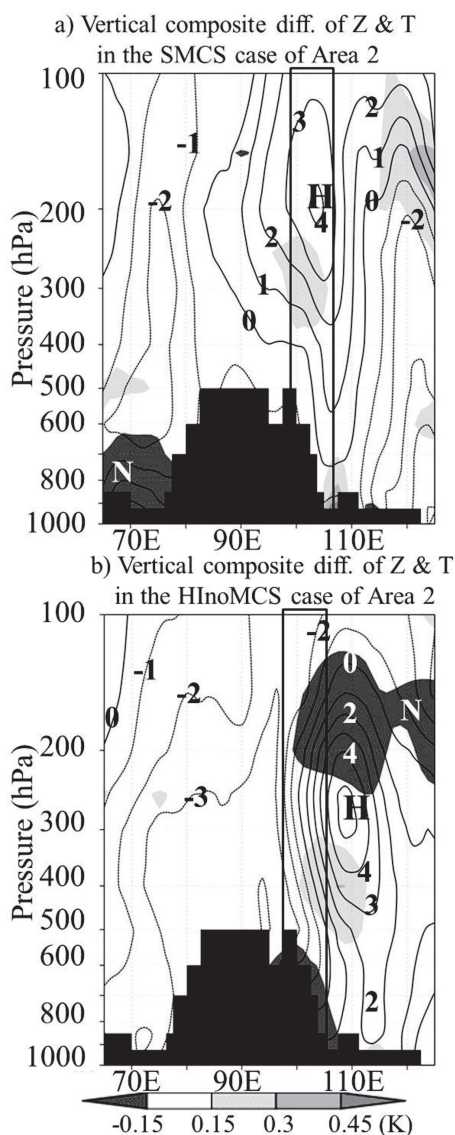 a) Vertical composite diff. of Z & T
in the SMCS case of Area 2
100
200
300
400
500
600
800
1000
Pressure (hPa)
-1
-2
3
H
4
2
1
0
2
1
0
-2
N
70E 90E 110E
b) Vertical composite diff. of Z & T
in the HInoMCS case of Area 2
100
200
300
400
500
600
800
1000
Pressure (hPa)
-2
-1
0
-2
-3
0
2
N
4
H
4
3
2
70E 90E 110E
-0.15 0.15 0.3 0.45 (K)